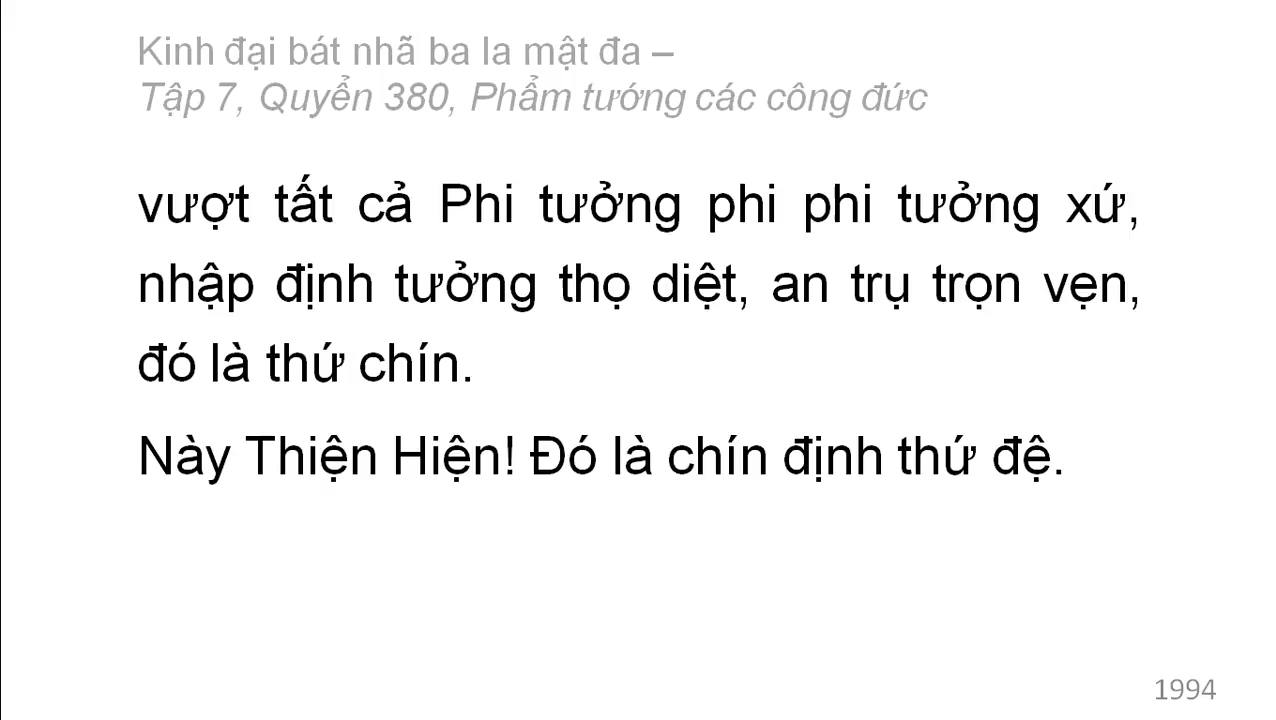 Kinh đại bát nhã ba la mật đa –
Tập 7, Quyển 380, Phẩm tướng các công đức
vượt tất cả Phi tưởng phi phi tưởng xứ,
nhập định tưởng thọ diệt, an trụ trọn vẹn,
đó là thứ chín.
Này Thiện Hiện! Đó là chín định thứ đệ.
1994